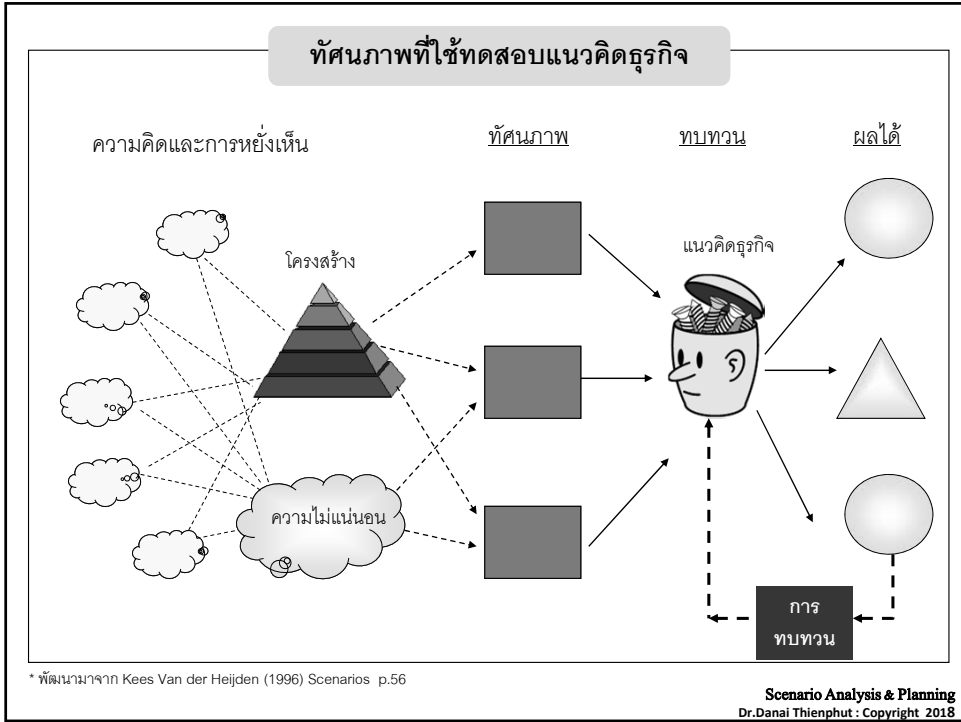 ทัศนภาพที่ใช้ทดสอบแนวคิดธุรกิจ
ความคิดและการหยั่งเห็น
ทัศนภาพ
ทบทวน
ผลได้
โครงสร้าง
แนวคิดธุรกิจ
ความไม่แน่นอน
การ
ทบทวน
* พัฒนามาจาก Kees Van der Heijden (1996) Scenarios p.56
Scenario Analysis & Planning
Dr.Danai Thienphut : Copyright 2018